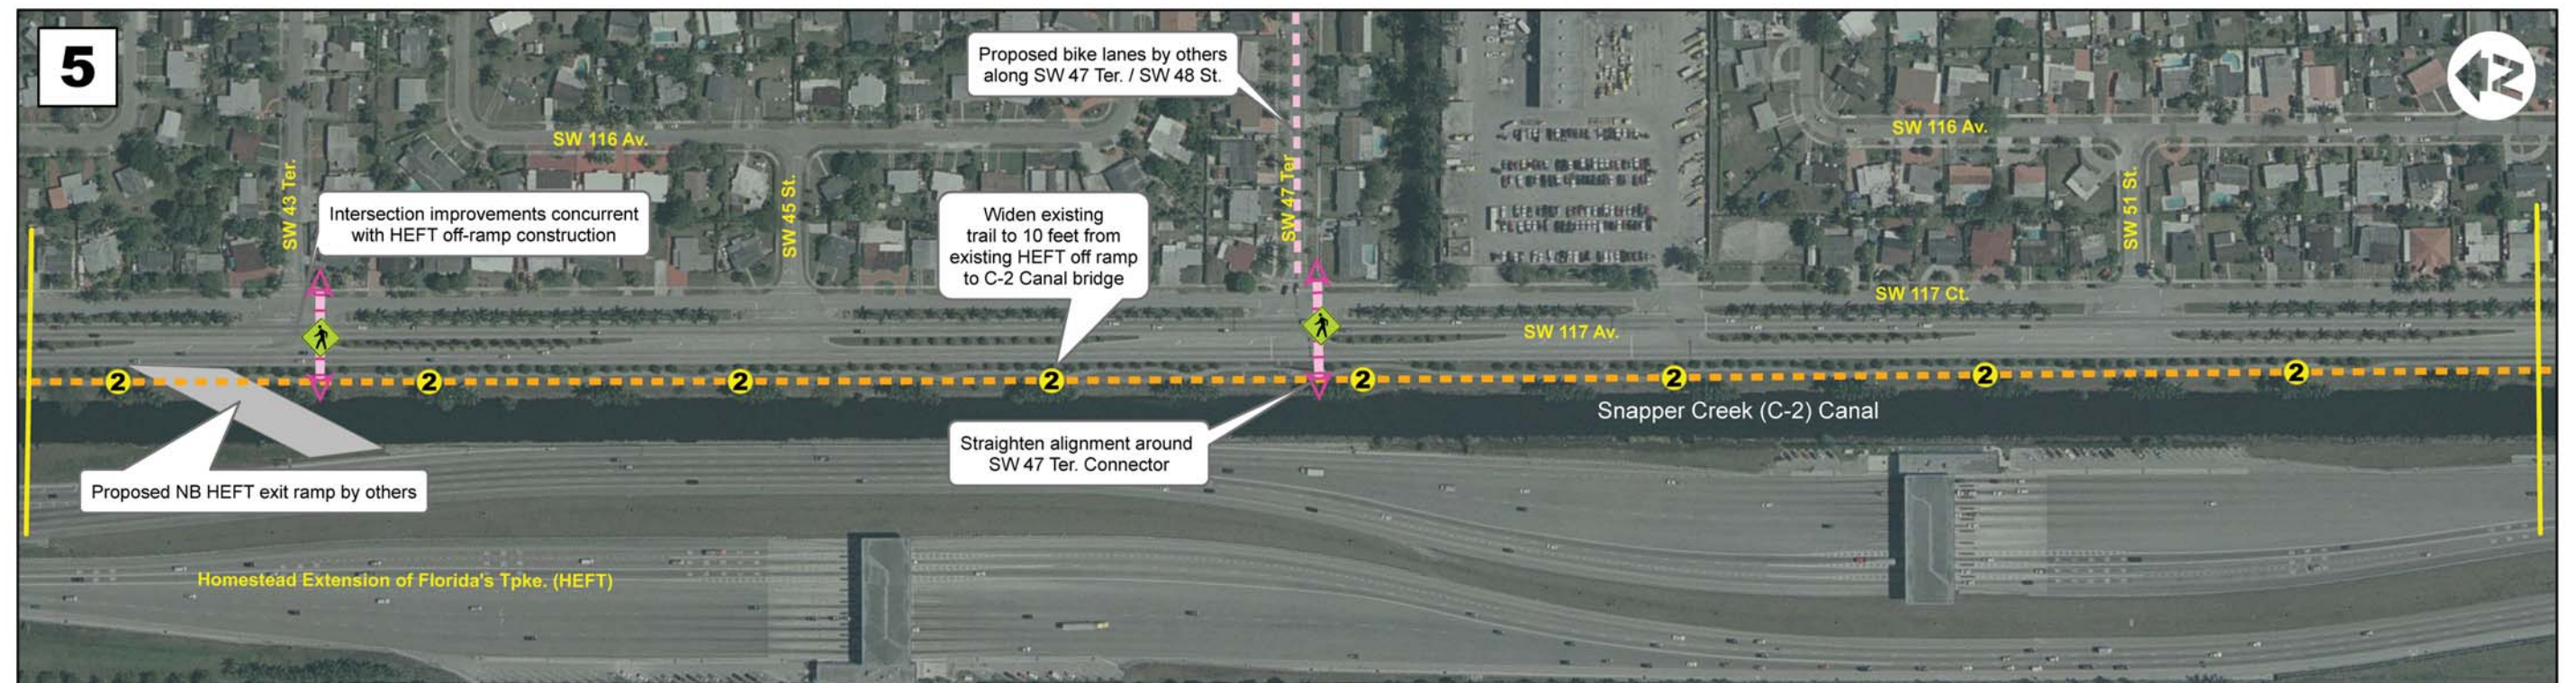 5
N
Proposed bike lanes by others
along SW 47 Ter. / SW 48 St.
SW 116 Av.
SW 116 Av.
SW 43 Ter.
SW 45 St.
SW 47 Ter
SW 51 St.
Intersection improvements concurrent
with HEFT off-ramp construction
Widen existing
trail to 10 feet from
existing HEFT off ramp
to C-2 Canal bridge
SW 117 Ct.
SW 117 Av.
2
2
2
2
2
2
2
2
Snapper Creek (C-2) Canal
Straighten alignment around
SW 47 Ter. Connector
Proposed NB HEFT exit ramp by others
Homestead Extension of Florida's Tpke. (HEFT)